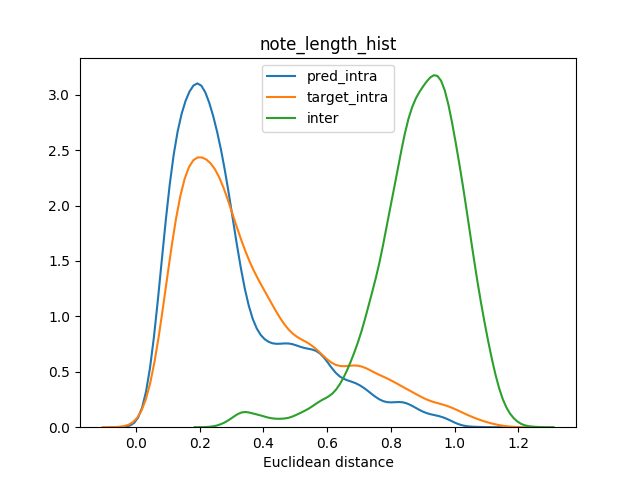 note_length_hist
pred_intra
target_intra
inter
3.0
2.5
2.0
1.5
1.0
0.5
0.0
0.0 0.2 0.4 0.6 0.8 1.0 1.2
Euclidean distance